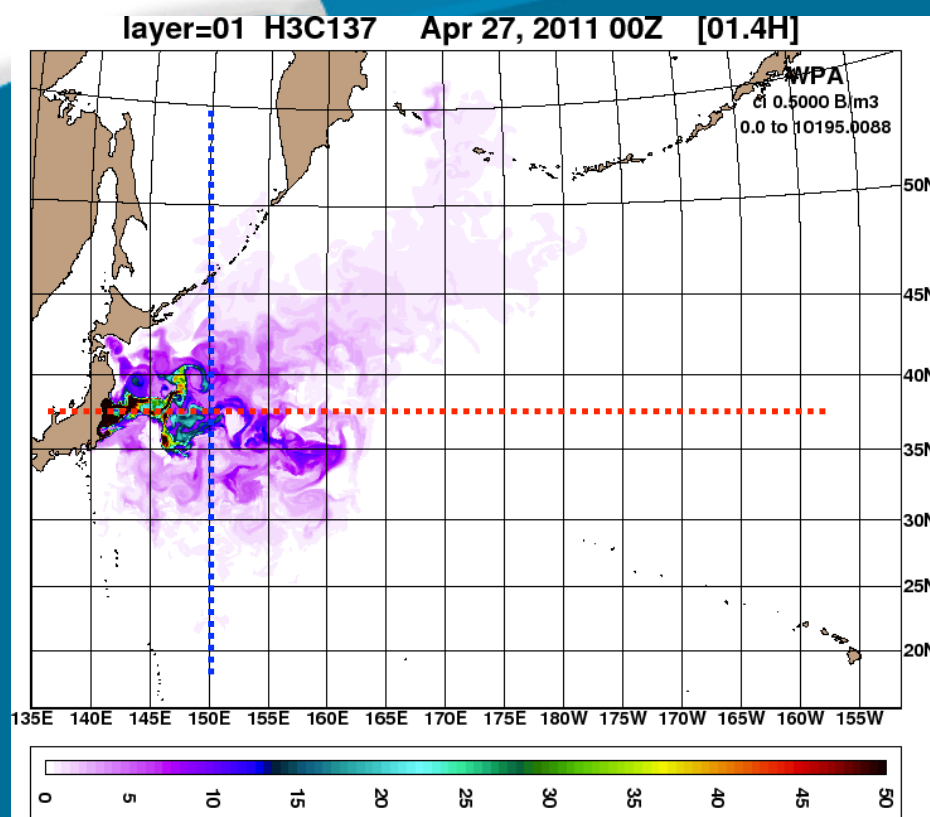 layer=01 H3C137 Apr 27, 2011 00Z [01.4H]
WPA
ci 0.5000 B/m3
0.0 to 10195.0088
50N
45N
40N
35N
30N
25N
20N
135E 140E 145E 150E 155E 160E 165E 170E 175E 180W 175W 170W 165W 160W 155W
0 5 10 15 20 25 30 35 40 45 50